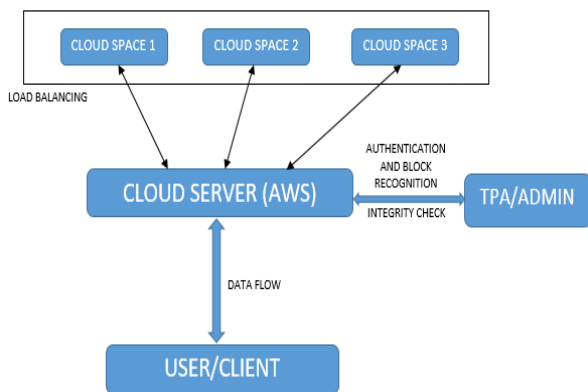 CLOUD SPACE 1
CLOUD SPACE 2
CLOUD SPACE 3
LOAD BALANCING
AUTHENTICATION
AND BLOCK
RECOGNITION
CLOUD SERVER (AWS)
TPA/ADMIN
INTEGRITY CHECK
DATA FLOW
USER/CLIENT